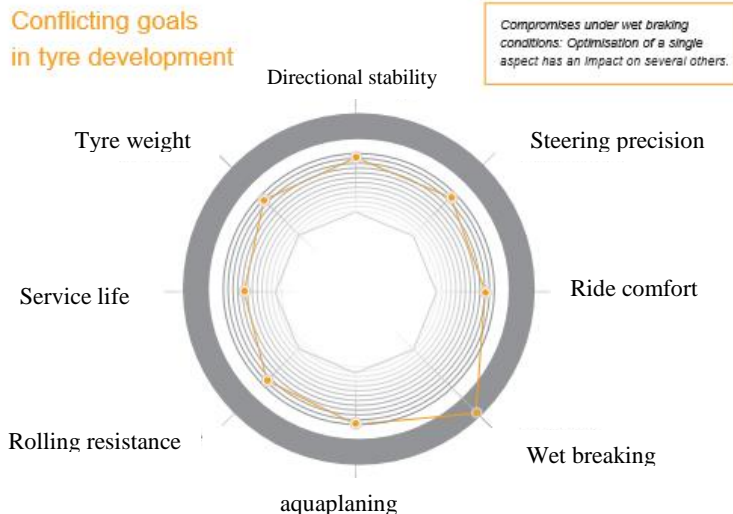 Conflicting goals
in tyre development
Compromises under wet braking
conditions: Optimisation of a single
aspect has an impact on several others.
Directional stability
Tyre weight
Steering precision
Service life
Ride comfort
Rolling resistance
Wet breaking
aquaplaning